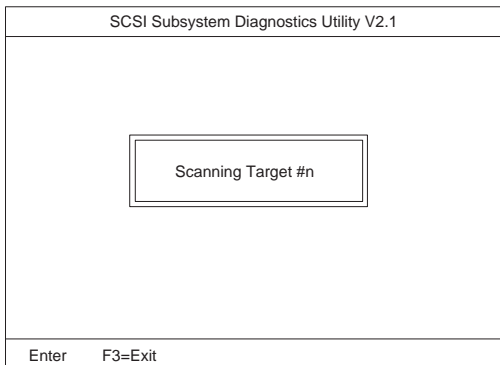 SCSI Subsystem Diagnostics Utility V2.1
Scanning Target #n
Enter F3=Exit